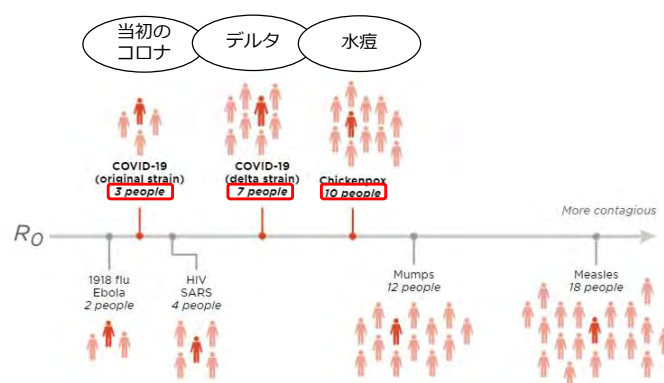 当初の
コロナ
デルタ
水痘
COVID-19
(original strain)
3 people
COVID-19
(delta strain)
7 people
Chickenpox
10 people
More contagious
R0
1918 flu
Ebola
2 people
HIV
SARS
4 people
Mumps
12 people
Measles
18 people